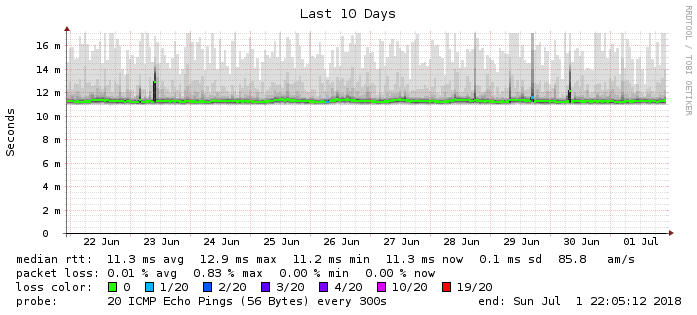 Last 10 Days
RRDTOOL / TOBI OETIKER
Seconds
16 m
14 m
12 m
10 m
8 m
6 m
4 m
2 m
0
22 Jun 23 Jun 24 Jun 25 Jun 26 Jun 27 Jun 28 Jun 29 Jun 30 Jun 01 Jul
median rtt: 11.3 ms avg 12.9 ms max 11.2 ms min 11.3 ms now 0.1 ms sd 85.8 am/s
packet loss: 0.01 % avg 0.83 % max 0.00 % min 0.00 % now
loss color: 0 1/20 2/20 3/20 4/20 10/20 19/20
probe: 20 ICMP Echo Pings (56 Bytes) every 300s end: Sun Jul 1 22:05:12 2018